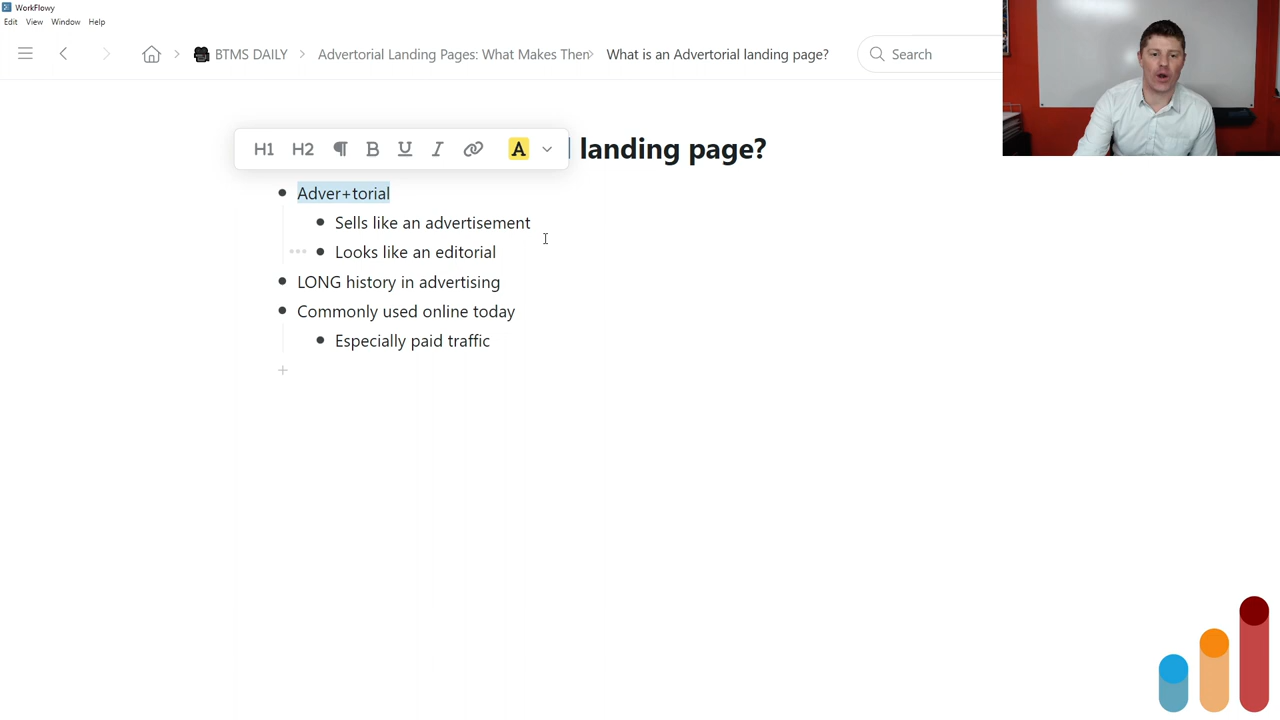 WorkFlowy
Edit View Window Help
BTMS DAILY Advertorial Landing Pages: What Makes Then What is an Advertorial landing page? Search
H1 H2 B U I A
landing page?
Adver+torial
Sells like an advertisement
Looks like an editorial
LONG history in advertising
Commonly used online today
Especially paid traffic